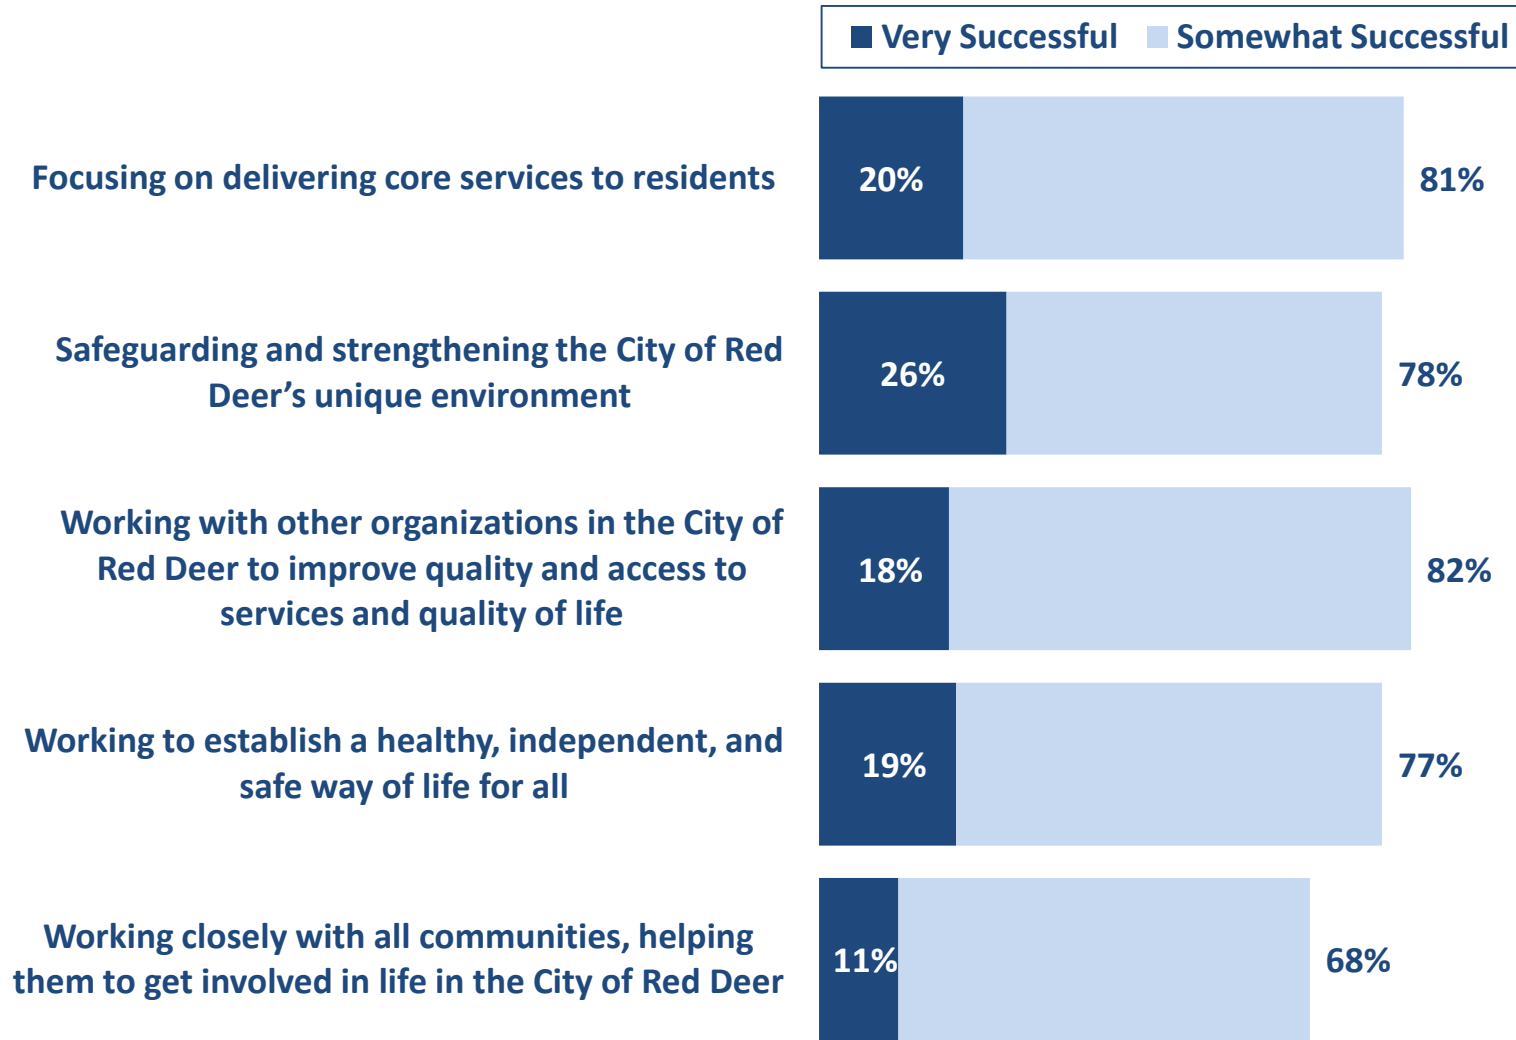 Very Successful Somewhat Successful
Focusing on delivering core services to residents
20%
81%
Safeguarding and strengthening the City of Red
Deer’s unique environment
26%
78%
Working with other organizations in the City of
Red Deer to improve quality and access to
services and quality of life
18%
82%
Working to establish a healthy, independent, and
safe way of life for all
19%
77%
Working closely with all communities, helping
them to get involved in life in the City of Red Deer
11%
68%